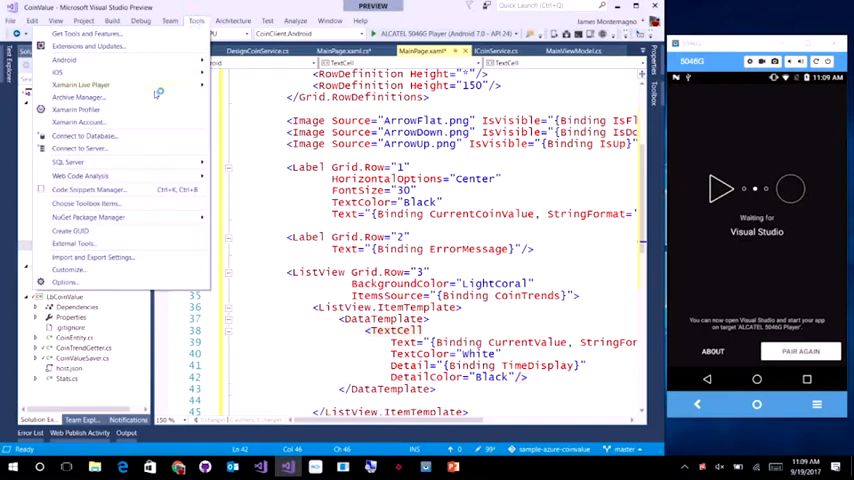 CoinValue - Microsoft Visual Studio Preview
PREVIEW
Quick Launch (Ctrl+Q)
File Edit View Project Build Debug Team Tools Architecture Test Analyze Window Help
James Montemagno
CPU CoinClient.Android ALCATEL 5046G Player (Android 7.0 - API 24)
DesignCoinService.cs MainPage.xaml.cs* MainPage.xaml* ICoinService.cs MainViewModel.cs
TextCell
Test Explorer
Toolbox
Properties
Get Tools and Features...
Extensions and Updates...
Android
iOS
Xamarin Live Player
Archive Manager...
Xamarin Profiler
Xamarin Account...
Connect to Database...
Connect to Server...
SQL Server
Web Code Analysis
Code Snippets Manager... Ctrl+K, Ctrl+B
Choose Toolbox Items...
NuGet Package Manager
Create GUID
External Tools...
Import and Export Settings...
Customize...
Options...
LbCoinValue
Dependencies
Properties
.gitignore
CoinEntity.cs
CoinTrendGetter.cs
CoinValueSaver.cs
host.json
Stats.cs
Solution Ex... Team Expl... Notifications
<RowDefinition Height="*"/>
<RowDefinition Height="150"/>
</Grid.RowDefinitions>
<Image Source="ArrowFlat.png" IsVisible="{Binding IsFl
<Image Source="ArrowDown.png" IsVisible="{Binding IsDo
<Image Source="ArrowUp.png" IsVisible="{Binding IsUp}"
<Label Grid.Row="1"
HorizontalOptions="Center"
FontSize="30"
TextColor="Black"
Text="{Binding CurrentCoinValue, StringFormat='
<Label Grid.Row="2"
Text="{Binding ErrorMessage}"/>
<ListView Grid.Row="3"
BackgroundColor="LightCoral"
35 ItemsSource="{Binding CoinTrends}">
36 <ListView.ItemTemplate>
37 <DataTemplate>
38 <TextCell
39 Text="{Binding CurrentValue, StringForm
40 TextColor="White"
41 Detail="{Binding TimeDisplay}"
42 DetailColor="Black"/>
43 </DataTemplate>
44
45 </ListView.ItemTemplate>
150 %
Error List Web Publish Activity Output
Ln 42 Col 46 Ch 46 0 99* sample-azure-coinvalue master
5046G
11:09 AM
Waiting for
Visual Studio
You can now open Visual Studio and start your app
on target 'ALCATEL 5046G Player'.
ABOUT PAIR AGAIN
11:09 AM
9/19/2017